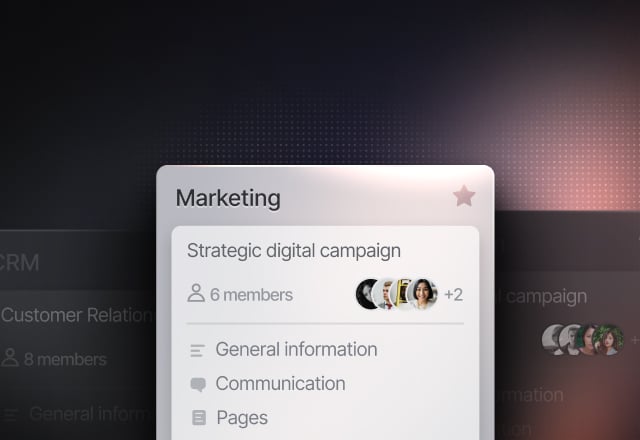 Marketing
Strategic digital campaign
6 members
+2
General information
Communication
Pages
CRM
Customer Relation
8 members
General inform
campaign